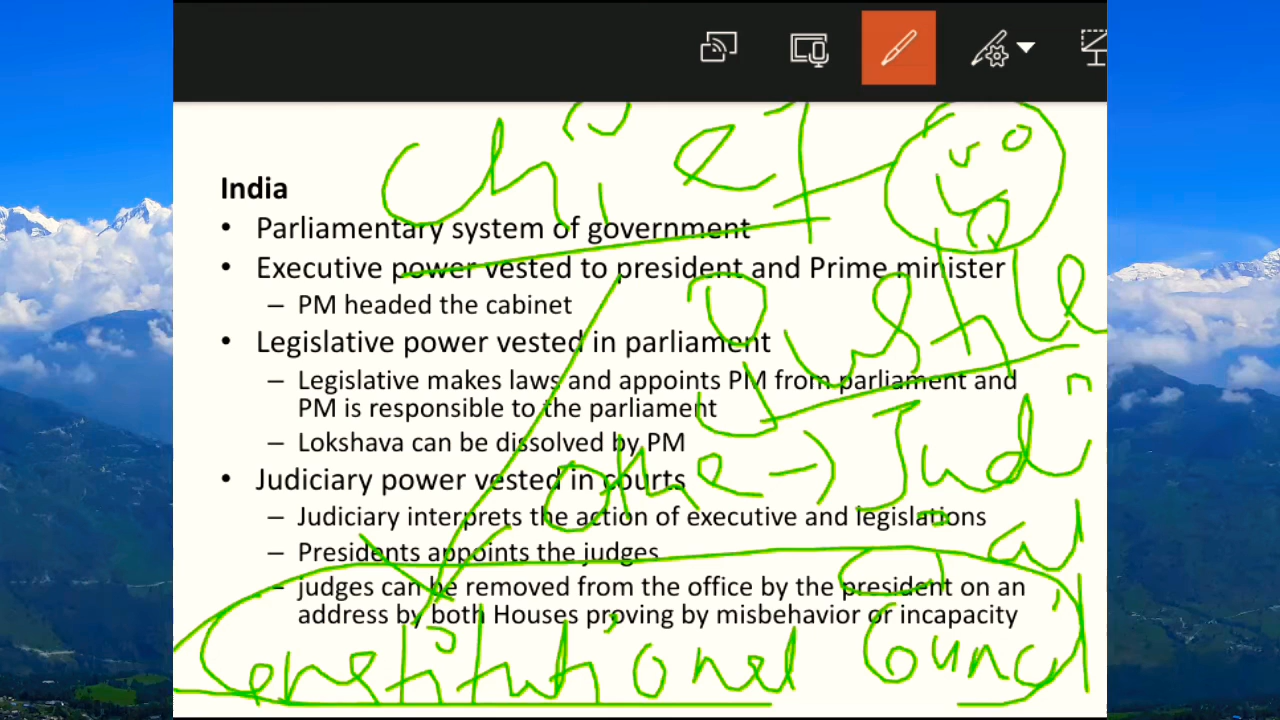 Chief
India
• Parliamentary system of government
• Executive power vested to president and Prime minister
– PM headed the cabinet
Justice
• Legislative power vested in parliament
– Legislative makes laws and appoints PM from parliament and
PM is responsible to the parliament
– Lokshava can be dissolved by PM
Judicial
• Judiciary power vested in courts
– Judiciary interprets the action of executive and legislations
– Presidents appoints the judges
– judges can be removed from the office by the president on an
address by both Houses proving by misbehavior or incapacity
Constitutional Council